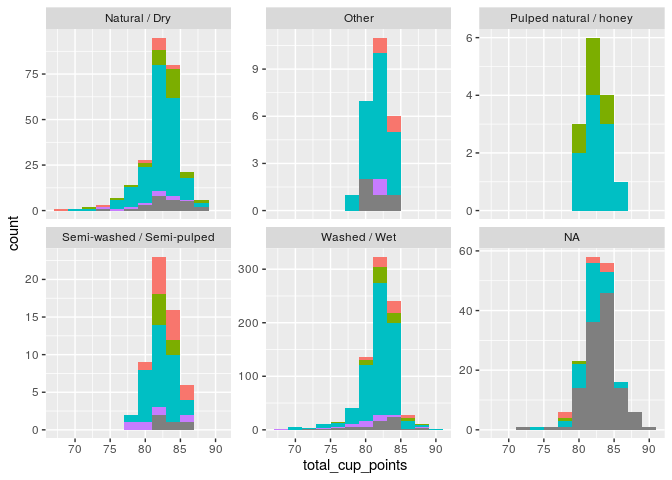 Natural / Dry
Other
Pulped natural / honey
75
50
25
0
9
6
3
0
6
4
2
0
count
Semi-washed / Semi-pulped
Washed / Wet
NA
20
15
10
5
0
300
200
100
0
60
40
20
0
70 75 80 85 90
70 75 80 85 90
70 75 80 85 90
total_cup_points